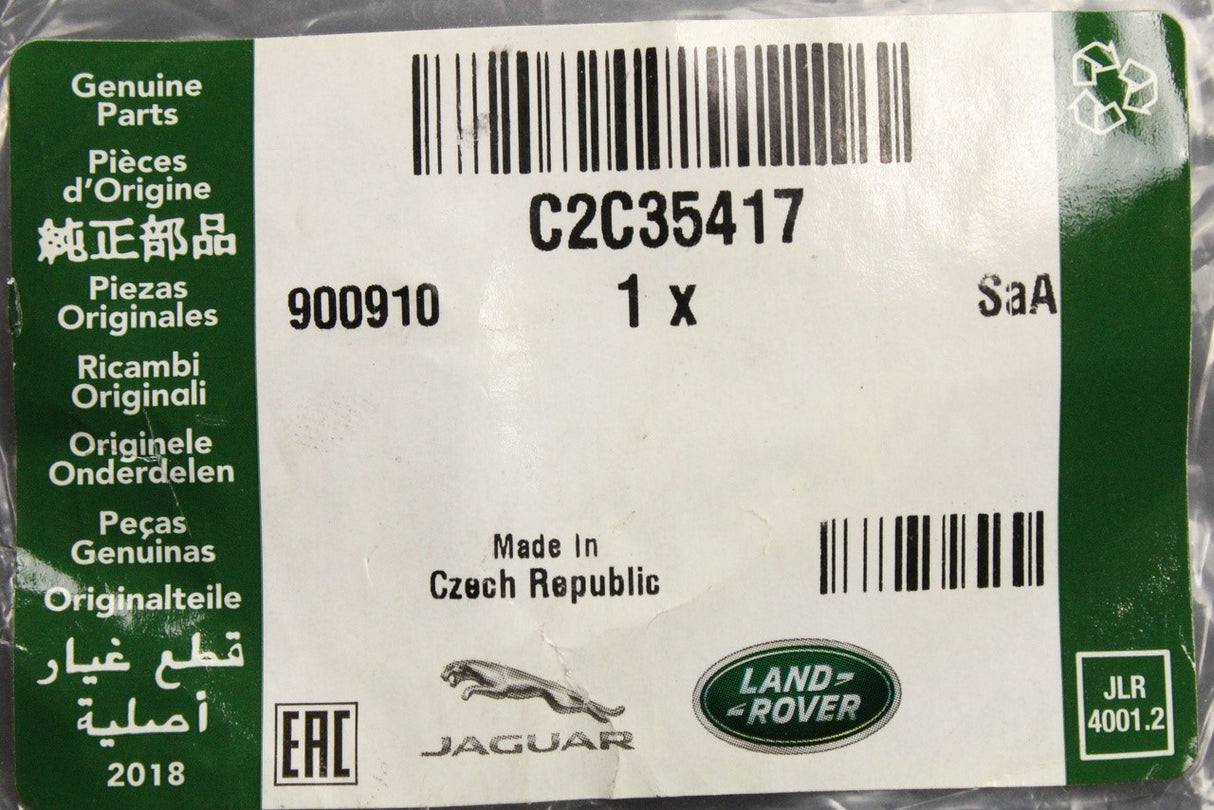 Genuine
Parts
Pièces
d'Origine
純正部品
Piezas
Originales
Ricambi
Originali
Originele
Onderdelen
Peças
Genuinas
Originalteile
قطع غيار
أصلية
2018
C2C35417
900910
1 x
SaA
Made In
Czech Republic
EAC
JAGUAR
LAND-
-ROVER
JLR
4001.2